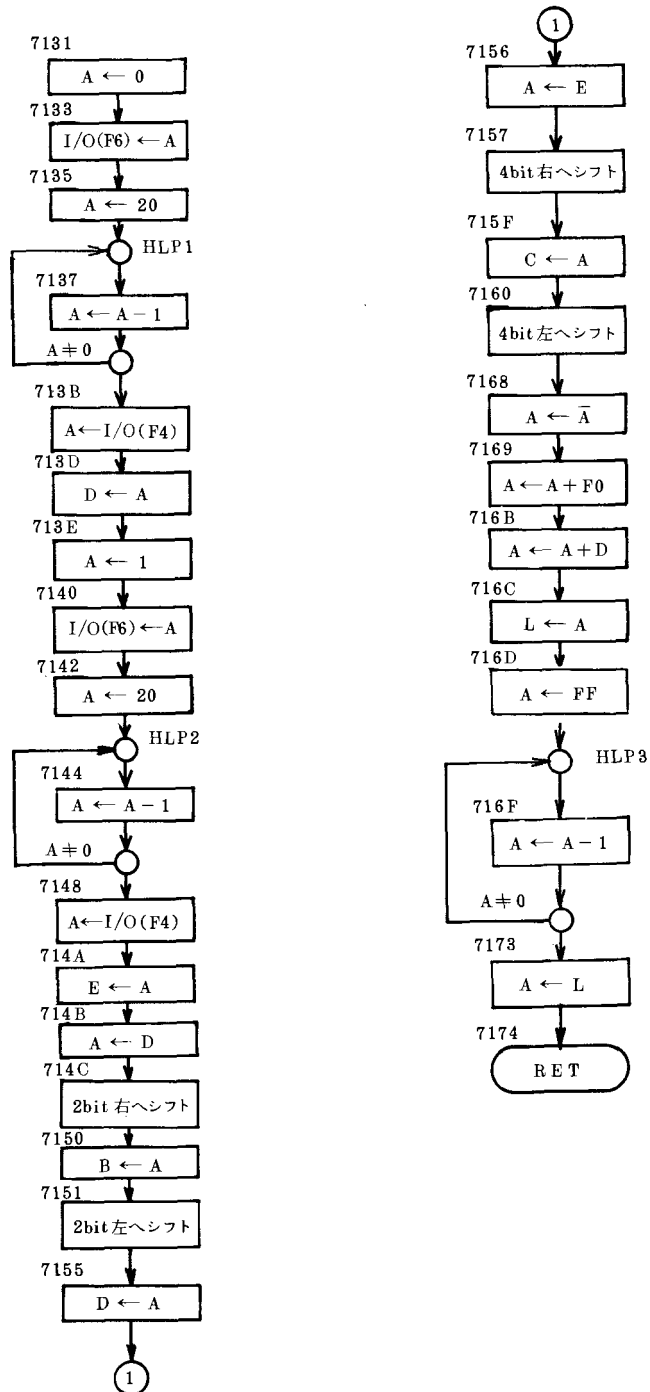 7131
A ← 0
7133
I/O(F6) ← A
7135
A ← 20
HLP1
7137
A ← A − 1
A ≠ 0
713B
A ← I/O(F4)
713D
D ← A
713E
A ← 1
7140
I/O(F6) ← A
7142
A ← 20
HLP2
7144
A ← A − 1
A ≠ 0
7148
A ← I/O(F4)
714A
E ← A
714B
A ← D
714C
2bit 右へシフト
7150
B ← A
7151
2bit 左へシフト
7155
D ← A
1
1
7156
A ← E
7157
4bit 右へシフト
715F
C ← A
7160
4bit 左へシフト
7168
A ← A̅
7169
A ← A + F0
716B
A ← A + D
716C
L ← A
716D
A ← FF
HLP3
716F
A ← A − 1
A ≠ 0
7173
A ← L
7174
RET